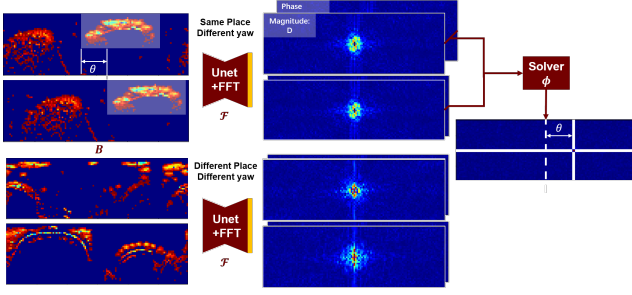 Same Place
Different yaw
Phase
Magnitude:
D
θ
Unet
+FFT
ℱ
Solver
ϕ
θ
B
Different Place
Different yaw
Unet
+FFT
ℱ